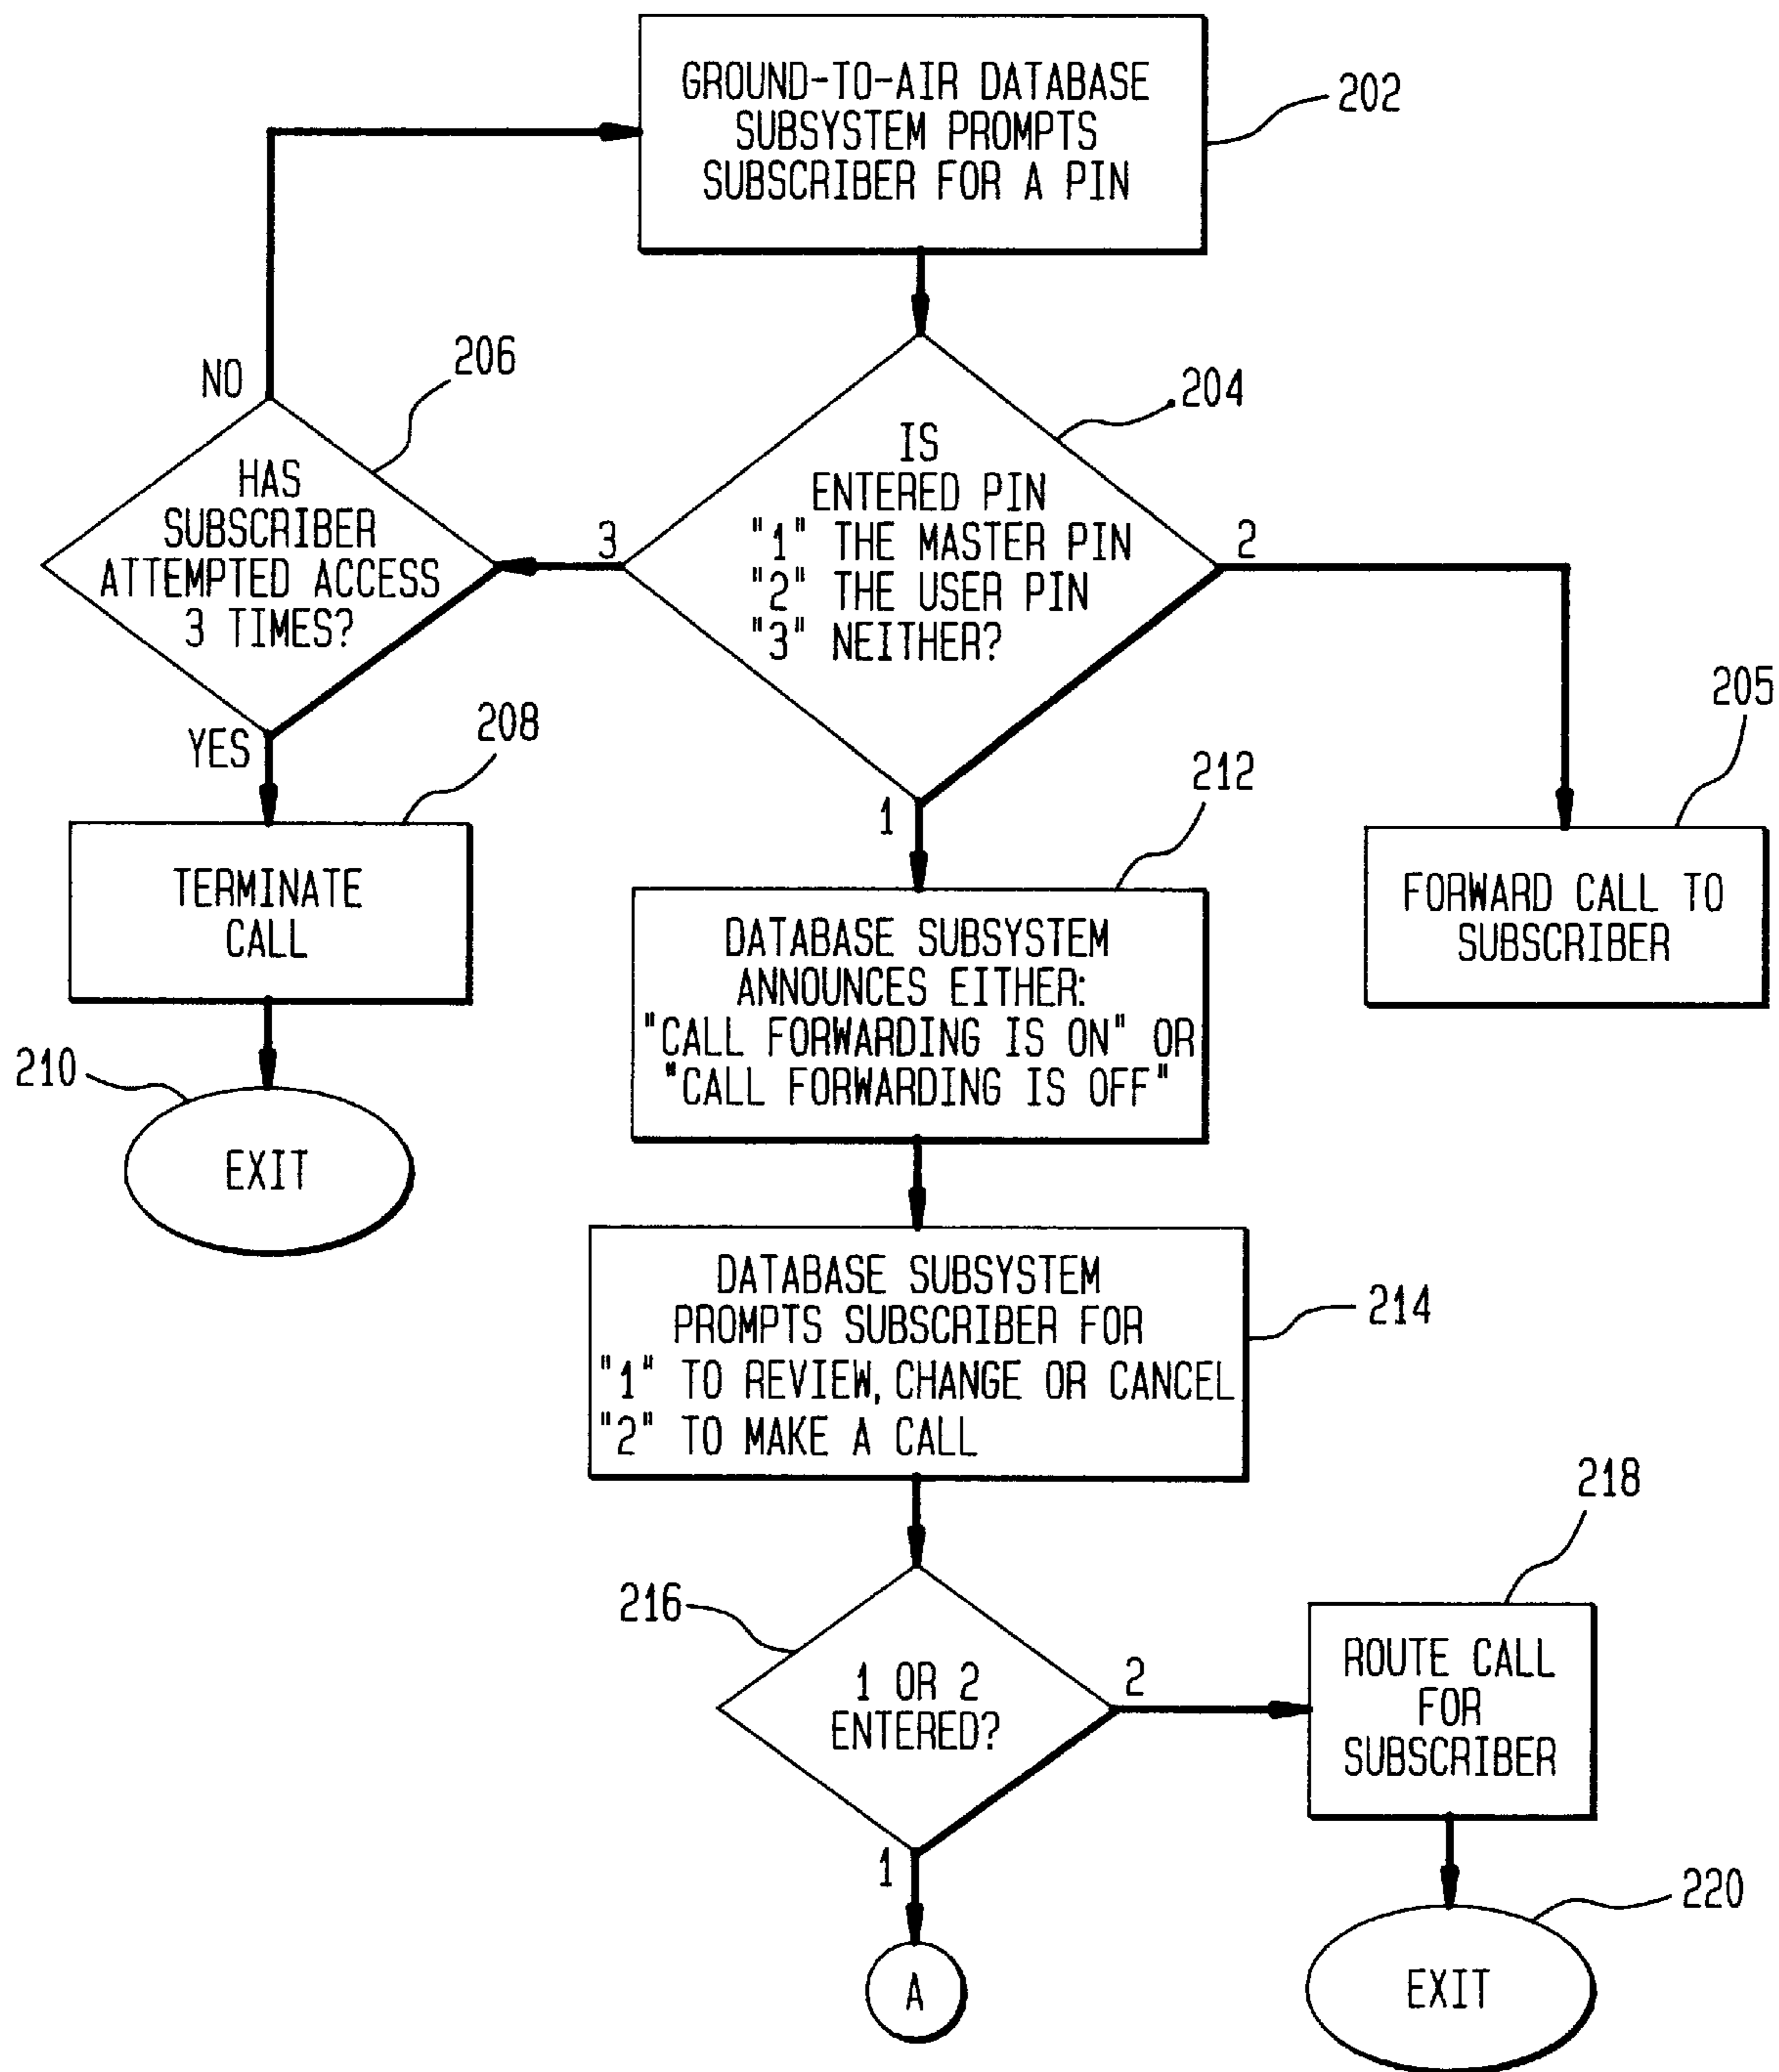 GROUND-TO-AIR DATABASE
SUBSYSTEM PROMPTS
SUBSCRIBER FOR A PIN
202
NO
206
HAS
SUBSCRIBER
ATTEMPTED ACCESS
3 TIMES?
3
204
IS
ENTERED PIN
"1" THE MASTER PIN
"2" THE USER PIN
"3" NEITHER?
2
YES
208
TERMINATE
CALL
1
212
205
FORWARD CALL TO
SUBSCRIBER
DATABASE SUBSYSTEM
ANNOUNCES EITHER:
"CALL FORWARDING IS ON" OR
"CALL FORWARDING IS OFF"
210
EXIT
DATABASE SUBSYSTEM
PROMPTS SUBSCRIBER FOR
"1" TO REVIEW, CHANGE OR CANCEL
"2" TO MAKE A CALL
214
216
1 OR 2
ENTERED?
2
218
ROUTE CALL
FOR
SUBSCRIBER
1
A
220
EXIT